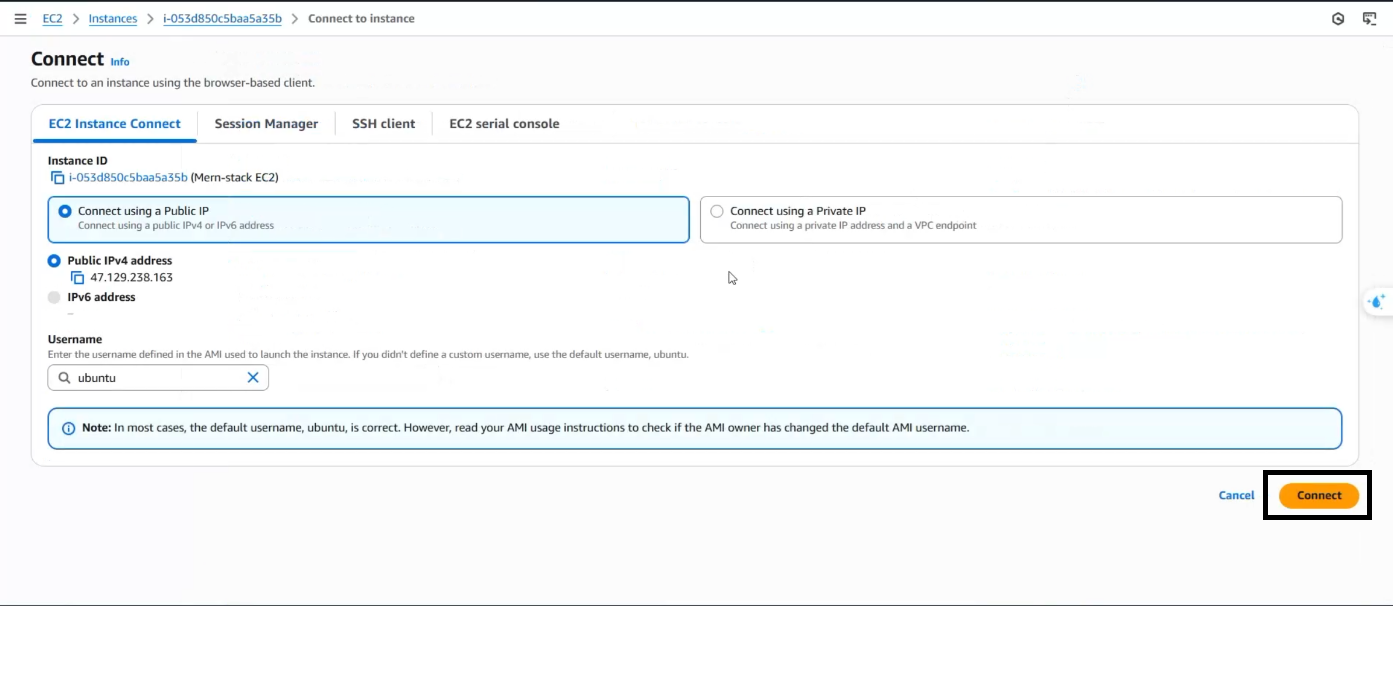 EC2 > Instances > i-053d850c5baa5a35b > Connect to instance
Connect Info
Connect to an instance using the browser-based client.
EC2 Instance Connect Session Manager SSH client EC2 serial console
Instance ID
i-053d850c5baa5a35b (Mern-stack EC2)
Connect using a Public IP
Connect using a public IPv4 or IPv6 address
Connect using a Private IP
Connect using a private IP address and a VPC endpoint
Public IPv4 address
47.129.238.163
IPv6 address
–
Username
Enter the username defined in the AMI used to launch the instance. If you didn't define a custom username, use the default username, ubuntu.
ubuntu
Note: In most cases, the default username, ubuntu, is correct. However, read your AMI usage instructions to check if the AMI owner has changed the default AMI username.
Cancel Connect